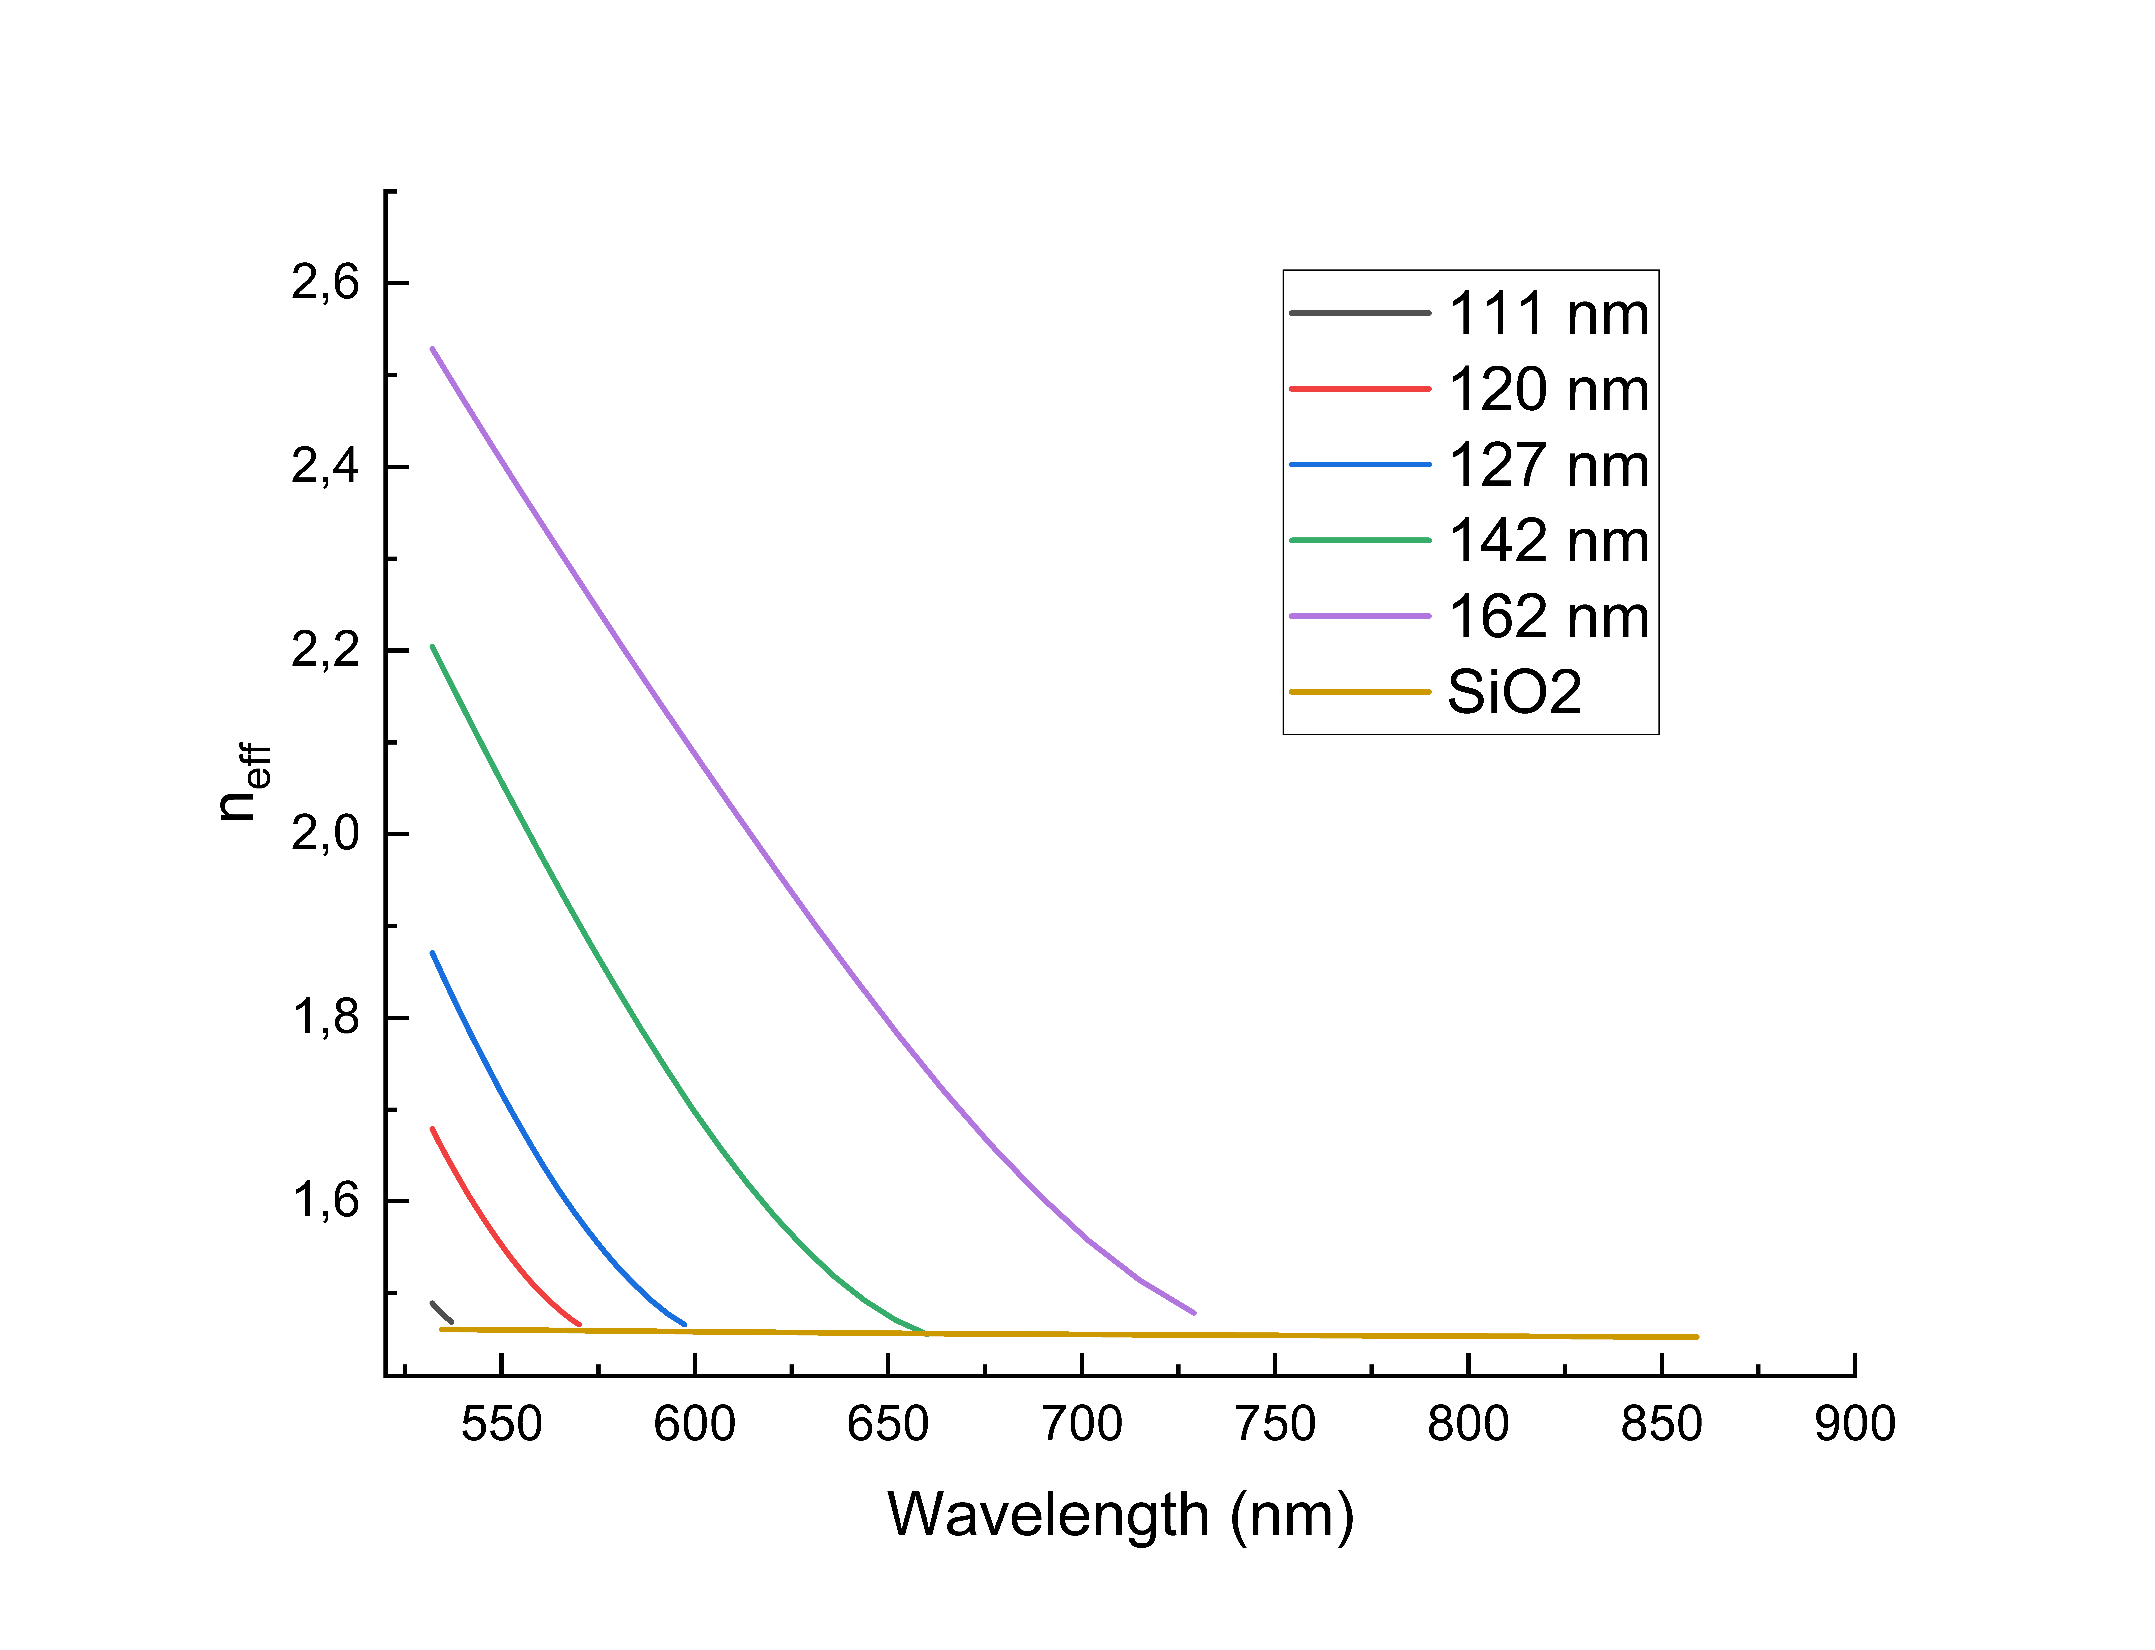 2,6
2,4
2,2
2,0
1,8
1,6
n_eff
111 nm
120 nm
127 nm
142 nm
162 nm
SiO2
550 600 650 700 750 800 850 900
Wavelength (nm)